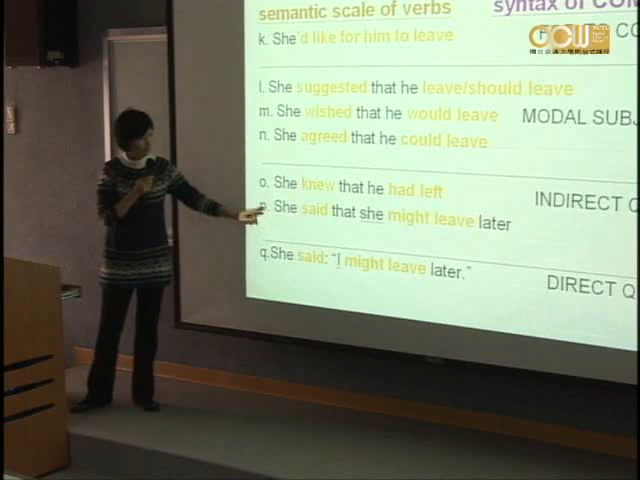 semantic scale of verbs
syntax of COM
k. She'd like for him to leave
l. She suggested that he leave/should leave
m. She wished that he would leave
MODAL SUBJ
n. She agreed that he could leave
o. She knew that he had left
INDIRECT Q
p. She said that she might leave later
q.She said: "I might leave later."
DIRECT Q